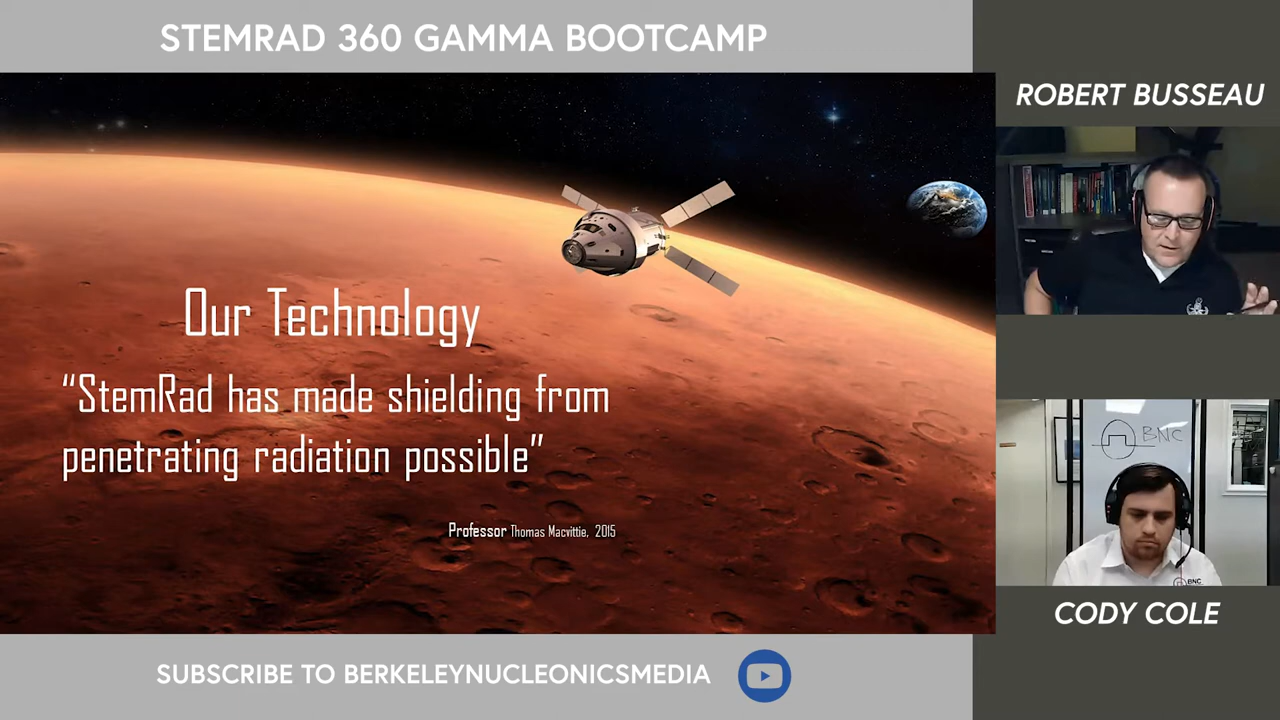 STEMRAD 360 GAMMA BOOTCAMP
ROBERT BUSSEAU
Our Technology
“StemRad has made shielding from
penetrating radiation possible”
Professor Thomas Macvittie, 2015
BNC
BNC
CODY COLE
SUBSCRIBE TO BERKELEYNUCLEONICSMEDIA